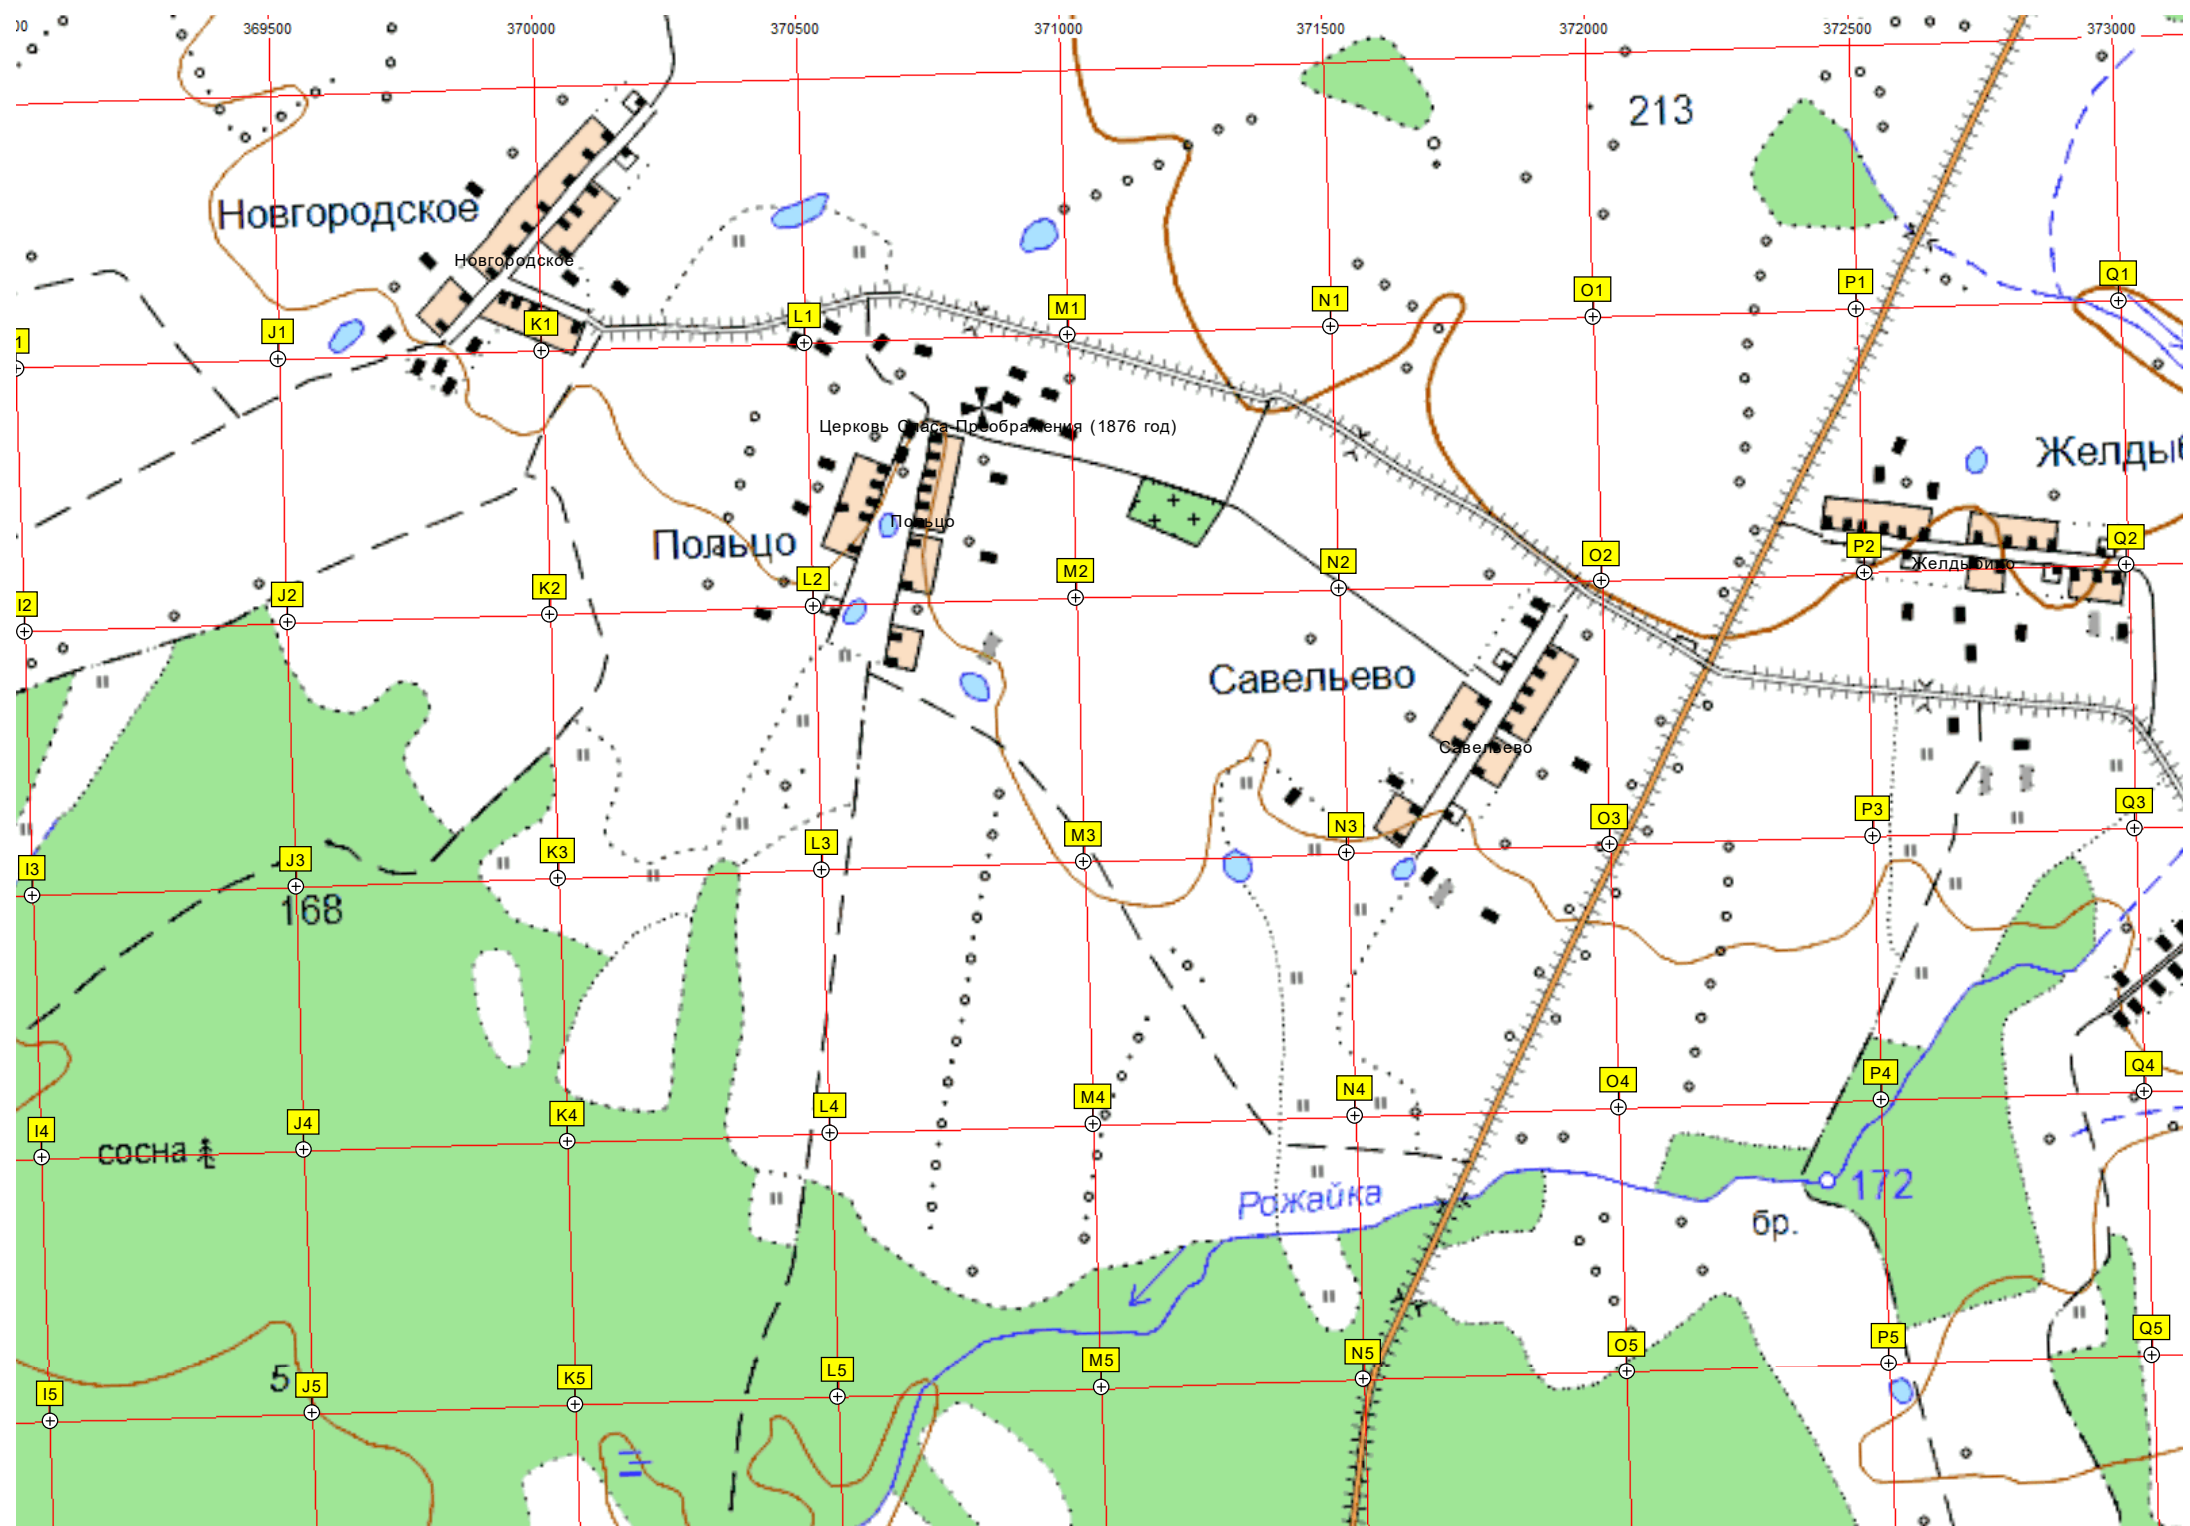 00 369500 370000 370500 371000 371500 372000 372500 373000
213
Новгородское
Новгородское
Q1
P1
O1
N1
M1
L1
K1
J1
1
Церковь Спаса-Преображения (1876 год)
Желдыб
Польцо
Польцо
Q2
P2
Желдыбино
O2
N2
M2
L2
K2
J2
I2
Савельево
Савельево
Q3
P3
O3
N3
M3
L3
K3
J3
I3
168
Q4
P4
O4
N4
M4
L4
K4
J4
I4
сосна
Рожайка
172
бр.
Q5
P5
O5
N5
M5
L5
K5
J5
I5
5